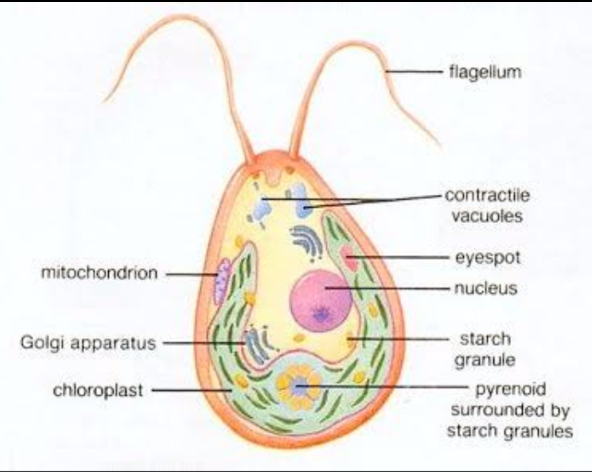 flagellum
contractile
vacuoles
eyespot
mitochondrion
nucleus
Golgi apparatus
starch
granule
chloroplast
pyrenoid
surrounded by
starch granules